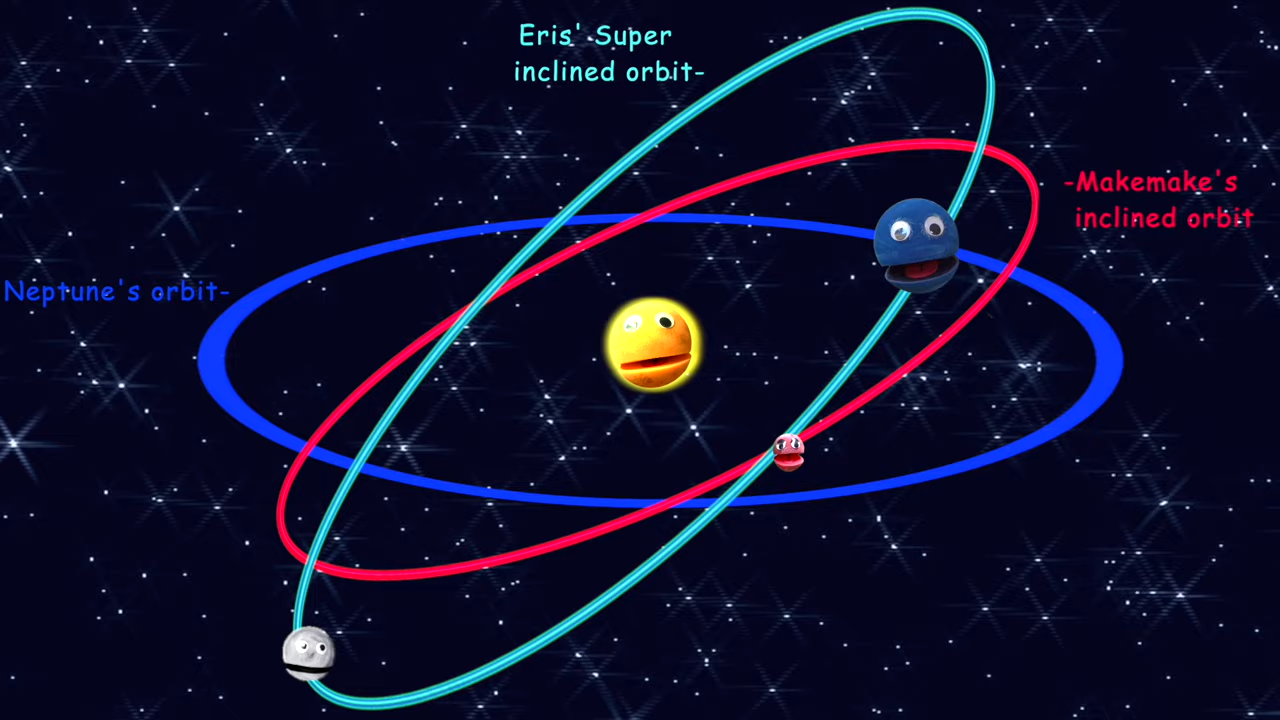 Eris' Super
inclined orbit-
-Makemake's
inclined orbit
Neptune's orbit-